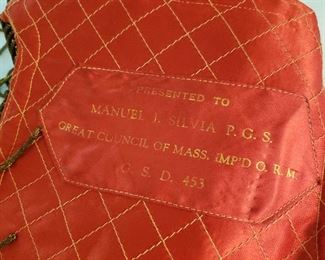 PRESENTED TO
MANUEL J. SILVIA P.G.S.
GREAT COUNCIL OF MASS. IMP'D O.R.M.
G.S.D. 453